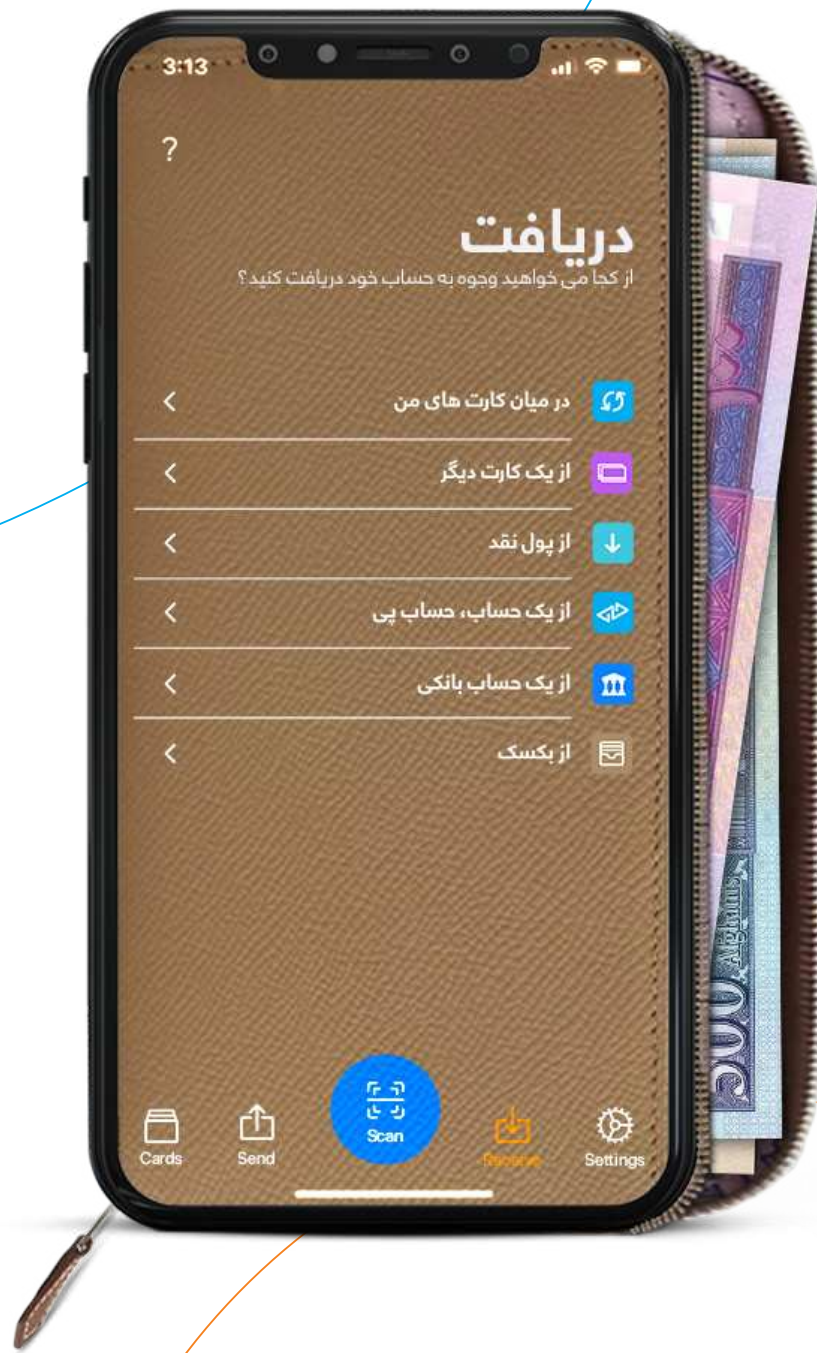 3:13
?
دریافت
از کجا می خواهید وجوه به حساب خود دریافت کنید؟
در میان کارت های من
از یک کارت دیگر
از پول نقد
از یک حساب، حساب پی
از یک حساب بانکی
از بکسک
Cards
Send
Scan
Receive
Settings
500 Afghanis